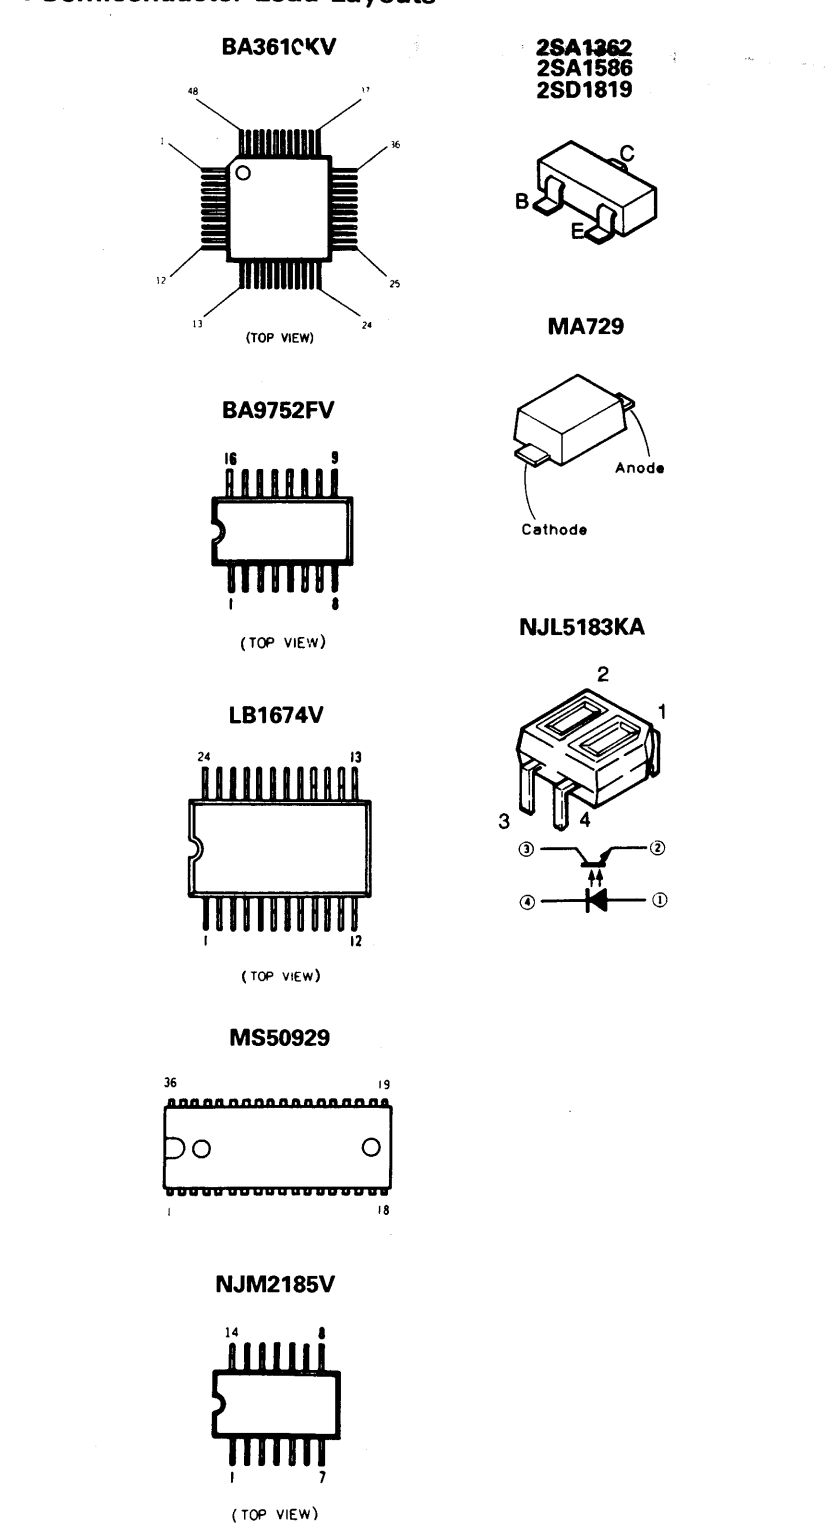 Semiconductor Lead Layouts
BA3610KV
48
37
1
36
12
25
13
24
(TOP VIEW)
BA9752FV
16
9
1
8
(TOP VIEW)
LB1674V
24
13
1
12
(TOP VIEW)
MS50929
36
19
1
18
NJM2185V
14
8
1
7
(TOP VIEW)
2SA1362
2SA1586
2SD1819
C
B
E
MA729
Anode
Cathode
NJL5183KA
2
1
3
4
③
②
④
①